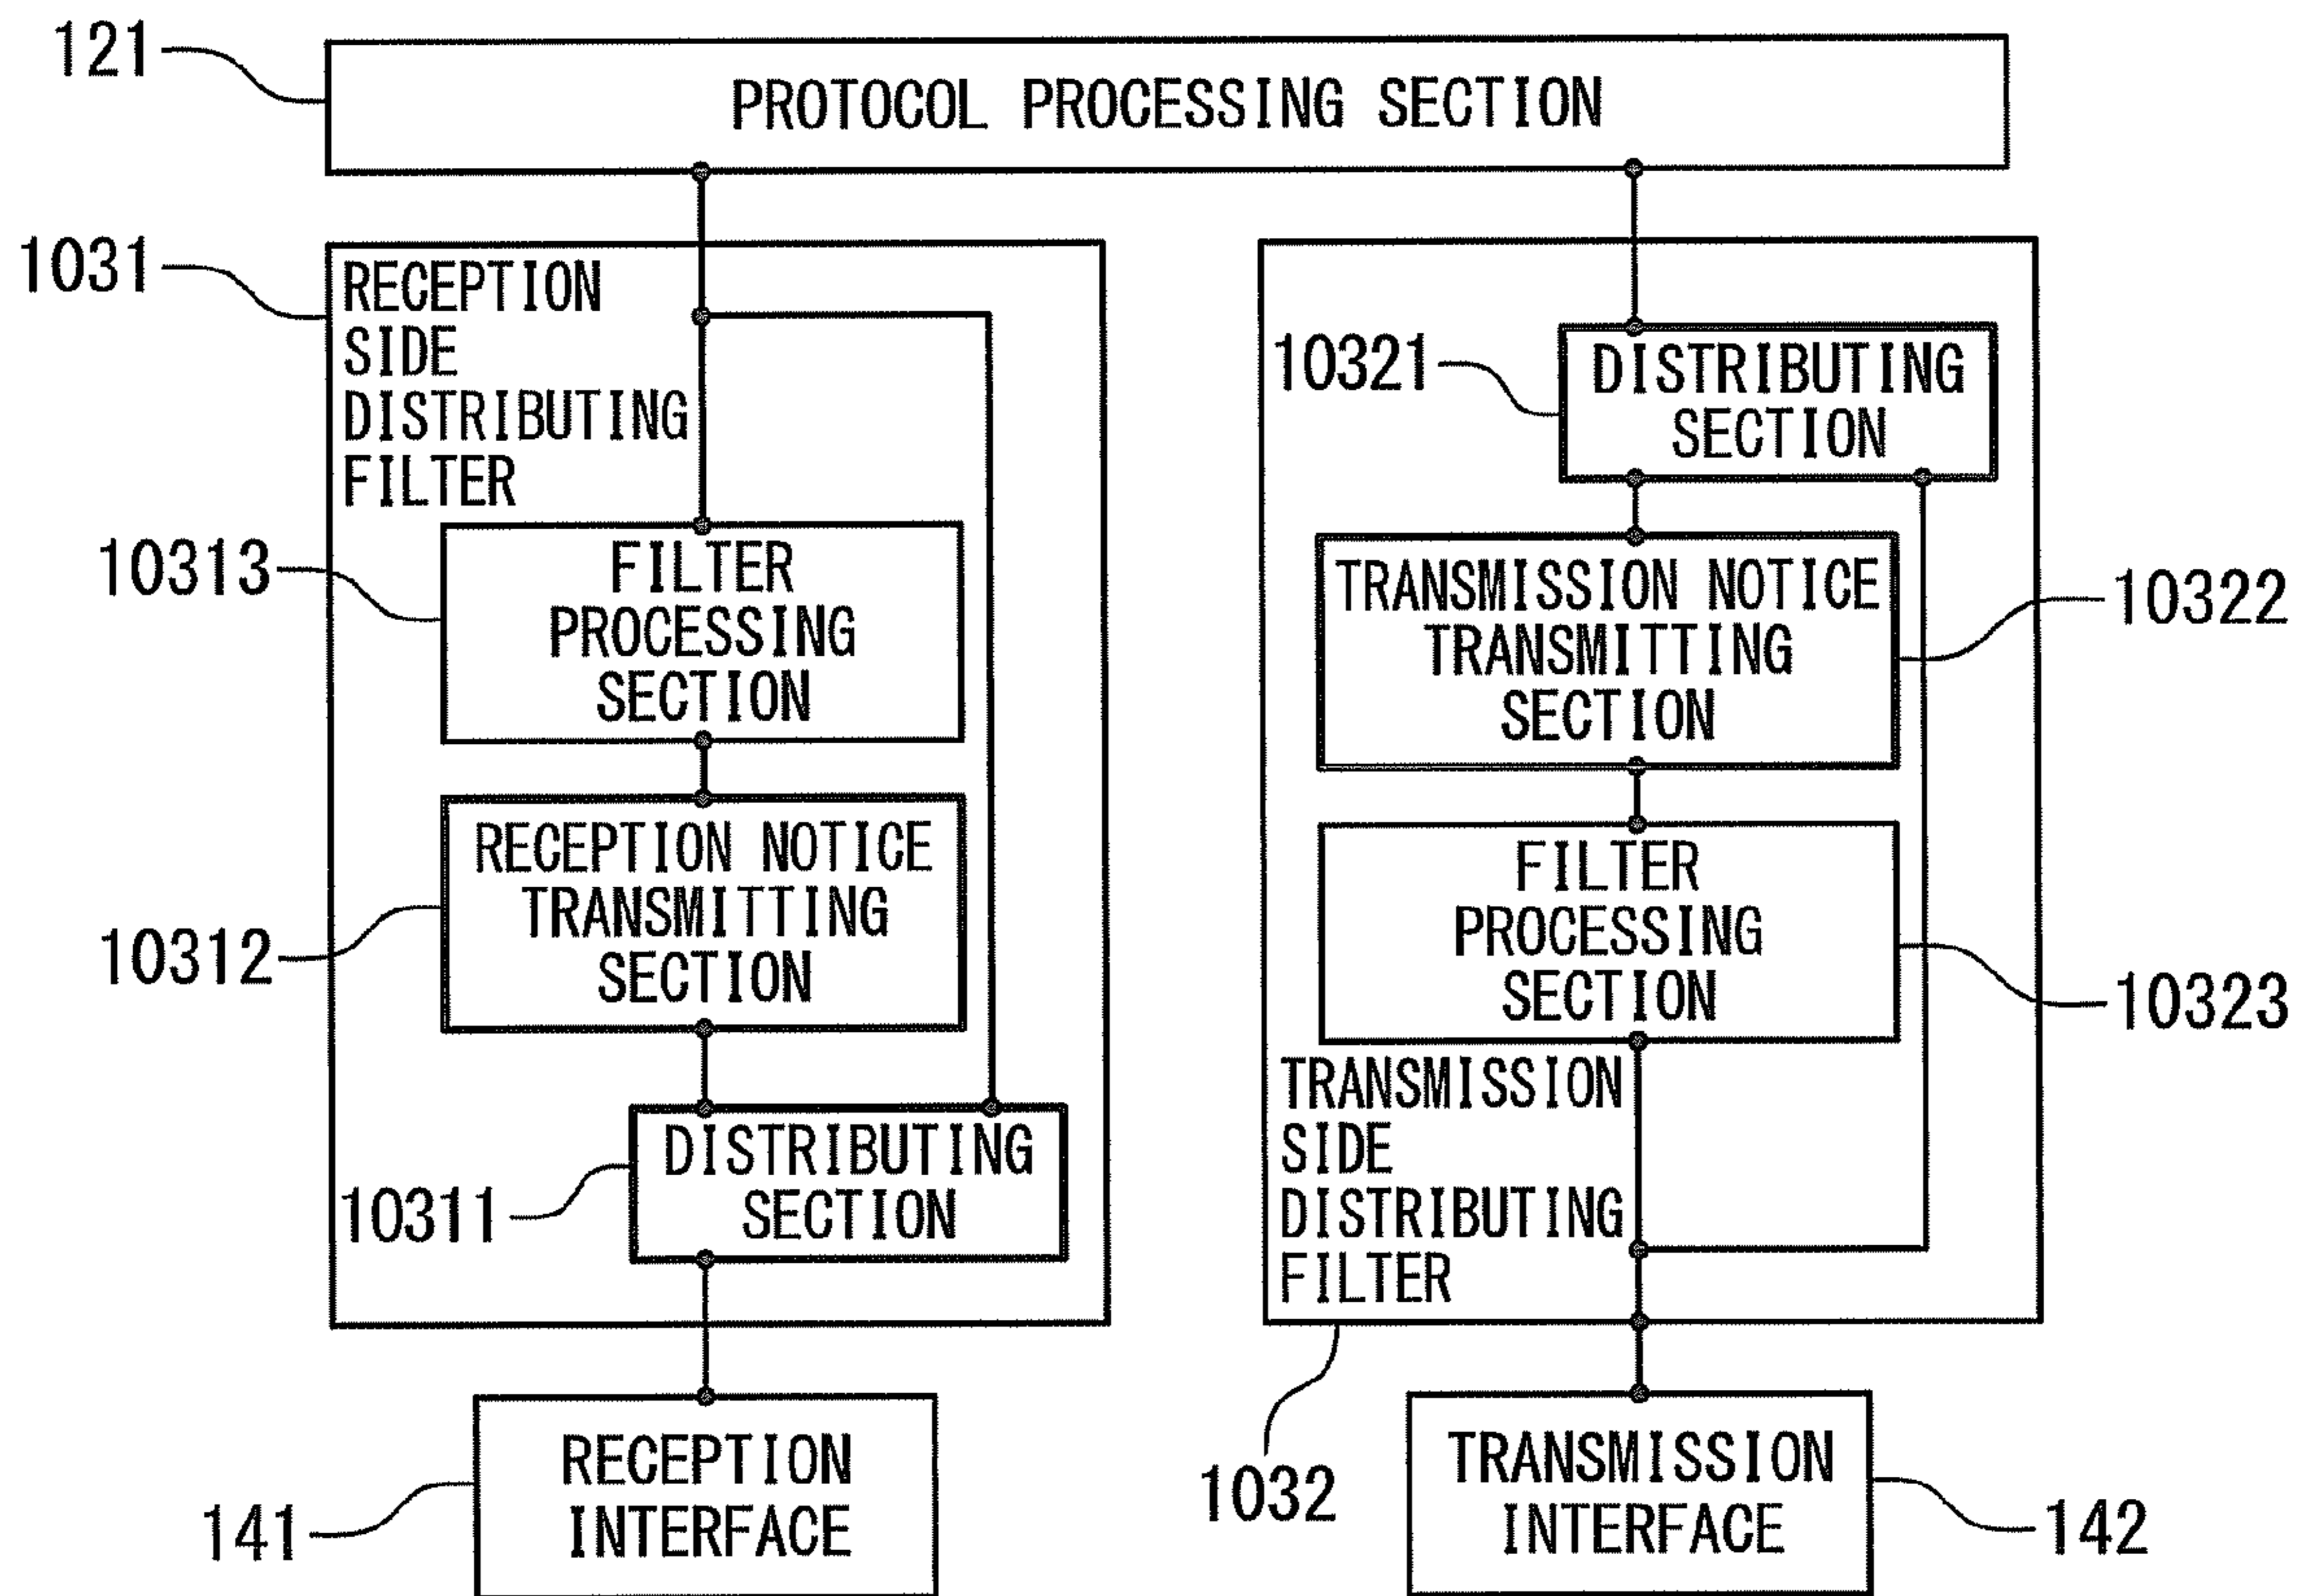 121
PROTOCOL PROCESSING SECTION
1031
RECEPTION
SIDE
DISTRIBUTING
FILTER
10313
FILTER
PROCESSING
SECTION
10312
RECEPTION NOTICE
TRANSMITTING
SECTION
10311
DISTRIBUTING
SECTION
141
RECEPTION
INTERFACE
10321
DISTRIBUTING
SECTION
TRANSMISSION NOTICE
TRANSMITTING
SECTION
10322
FILTER
PROCESSING
SECTION
10323
TRANSMISSION
SIDE
DISTRIBUTING
FILTER
1032
TRANSMISSION
INTERFACE
142